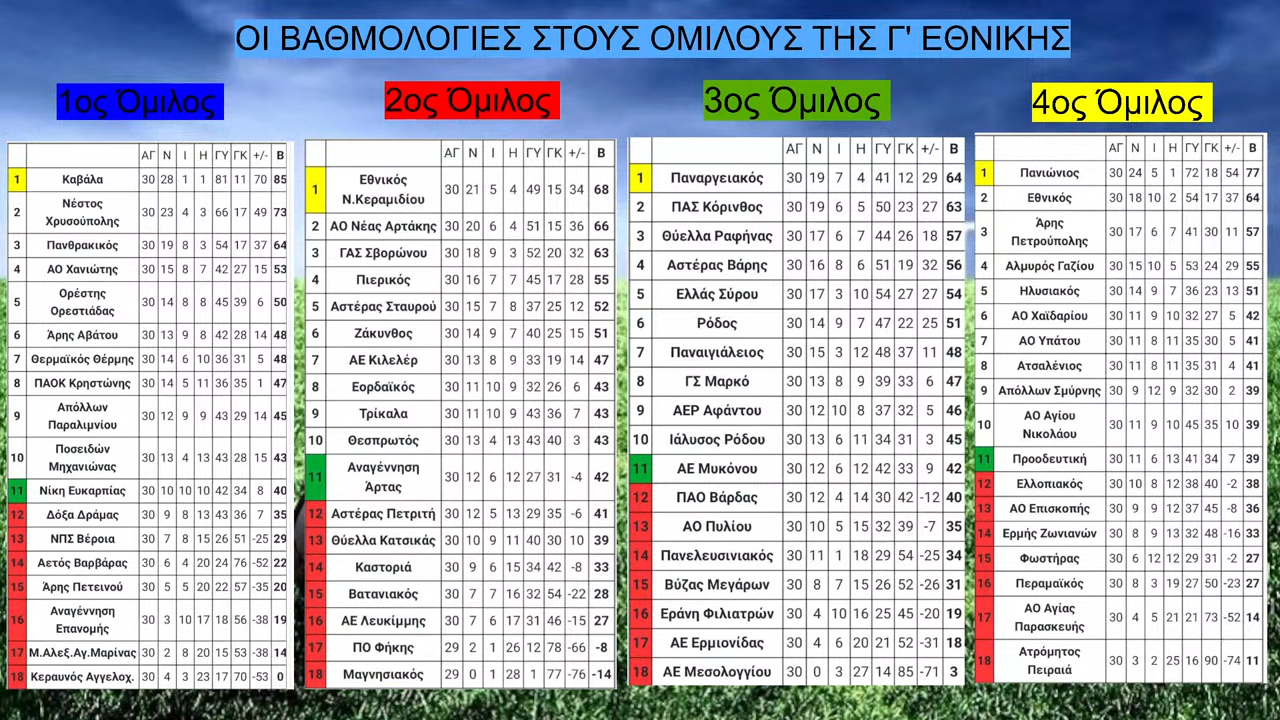 ΟΙ ΒΑΘΜΟΛΟΓΙΕΣ ΣΤΟΥΣ ΟΜΙΛΟΥΣ ΤΗΣ Γ' ΕΘΝΙΚΗΣ
1ος Όμιλος
ΑΓ Ν Ι Η ΓΥ ΓΚ +/- Β
1 Καβάλα 30 28 1 1 81 11 70 85
2 Νέστος Χρυσούπολης 30 23 4 3 66 17 49 73
3 Πανθρακικός 30 19 8 3 54 17 37 64
4 ΑΟ Χανιώτης 30 15 8 7 42 27 15 53
5 Ορέστης Ορεστιάδας 30 14 8 8 45 39 6 50
6 Άρης Αβάτου 30 13 9 8 42 28 14 48
7 Θερμαϊκός Θέρμης 30 14 6 10 36 31 5 48
8 ΠΑΟΚ Κρηστώνης 30 14 5 11 36 35 1 47
9 Απόλλων Παραλιμνίου 30 12 9 9 43 29 14 45
10 Ποσειδών Μηχανιώνας 30 13 4 13 43 28 15 43
11 Νίκη Ευκαρπίας 30 10 10 10 42 34 8 40
12 Δόξα Δράμας 30 9 8 13 43 36 7 35
13 ΝΠΣ Βέροια 30 7 8 15 26 51 -25 29
14 Αετός Βαρβάρας 30 6 4 20 24 76 -52 22
15 Άρης Πετεινού 30 5 5 20 22 57 -35 20
16 Αναγέννηση Επανομής 30 3 10 17 18 56 -38 19
17 Μ.Αλεξ.Αγ.Μαρίνας 30 2 8 20 15 53 -38 14
18 Κεραυνός Αγγελοχ. 30 4 3 23 17 70 -53 0
2ος Όμιλος
ΑΓ Ν Ι Η ΓΥ ΓΚ +/- Β
1 Εθνικός Ν.Κεραμιδίου 30 21 5 4 49 15 34 68
2 ΑΟ Νέας Αρτάκης 30 20 6 4 51 15 36 66
3 ΓΑΣ Σβορώνου 30 18 9 3 52 20 32 63
4 Πιερικός 30 16 7 7 45 17 28 55
5 Αστέρας Σταυρού 30 15 7 8 37 25 12 52
6 Ζάκυνθος 30 14 9 7 40 25 15 51
7 ΑΕ Κιλελέρ 30 13 8 9 33 19 14 47
8 Εορδαϊκός 30 11 10 9 32 26 6 43
9 Τρίκαλα 30 11 10 9 43 36 7 43
10 Θεσπρωτός 30 13 4 13 43 40 3 43
11 Αναγέννηση Άρτας 30 12 6 12 27 31 -4 42
12 Αστέρας Πετριτή 30 12 5 13 29 35 -6 41
13 Θύελλα Κατσικάς 30 10 9 11 40 30 10 39
14 Καστοριά 30 9 6 15 34 42 -8 33
15 Βατανιακός 30 7 7 16 32 54 -22 28
16 ΑΕ Λευκίμμης 30 7 6 17 31 46 -15 27
17 ΠΟ Φήκης 29 2 1 26 12 78 -66 -8
18 Μαγνησιακός 29 0 1 28 1 77 -76 -14
3ος Όμιλος
ΑΓ Ν Ι Η ΓΥ ΓΚ +/- Β
1 Παναργειακός 30 19 7 4 41 12 29 64
2 ΠΑΣ Κόρινθος 30 19 6 5 50 23 27 63
3 Θύελλα Ραφήνας 30 17 6 7 44 26 18 57
4 Αστέρας Βάρης 30 16 8 6 51 19 32 56
5 Ελλάς Σύρου 30 17 3 10 54 27 27 54
6 Ρόδος 30 14 9 7 47 22 25 51
7 Παναιγιάλειος 30 15 3 12 48 37 11 48
8 ΓΣ Μαρκό 30 13 8 9 39 33 6 47
9 ΑΕΡ Αφάντου 30 12 10 8 37 32 5 46
10 Ιάλυσος Ρόδου 30 13 6 11 34 31 3 45
11 ΑΕ Μυκόνου 30 12 6 12 42 33 9 42
12 ΠΑΟ Βάρδας 30 12 4 14 30 42 -12 40
13 ΑΟ Πυλίου 30 10 5 15 32 39 -7 35
14 Πανελευσινιακός 30 11 1 18 29 54 -25 34
15 Βύζας Μεγάρων 30 8 7 15 26 52 -26 31
16 Εράνη Φιλιατρών 30 4 10 16 25 45 -20 19
17 ΑΕ Ερμιονίδας 30 4 6 20 21 52 -31 18
18 ΑΕ Μεσολογγίου 30 0 3 27 14 85 -71 3
4ος Όμιλος
ΑΓ Ν Ι Η ΓΥ ΓΚ +/- Β
1 Πανιώνιος 30 24 5 1 72 18 54 77
2 Εθνικός 30 18 10 2 54 17 37 64
3 Άρης Πετρούπολης 30 17 6 7 41 30 11 57
4 Αλμυρός Γαζίου 30 15 10 5 53 24 29 55
5 Ηλυσιακός 30 14 9 7 36 23 13 51
6 ΑΟ Χαϊδαρίου 30 11 9 10 32 27 5 42
7 ΑΟ Υπάτου 30 11 8 11 35 30 5 41
8 Ατσαλένιος 30 11 8 11 35 31 4 41
9 Απόλλων Σμύρνης 30 9 12 9 32 30 2 39
10 ΑΟ Αγίου Νικολάου 30 11 9 10 45 35 10 39
11 Προοδευτική 30 11 6 13 41 34 7 39
12 Ελλοπιακός 30 10 8 12 38 40 -2 38
13 ΑΟ Επισκοπής 30 9 9 12 37 45 -8 36
14 Ερμής Ζωνιανών 30 8 9 13 32 48 -16 33
15 Φωστήρας 30 6 12 12 29 31 -2 27
16 Περαμαϊκός 30 8 3 19 27 50 -23 27
17 ΑΟ Αγίας Παρασκευής 30 4 5 21 21 73 -52 14
18 Ατρόμητος Πειραιά 30 3 2 25 16 90 -74 11